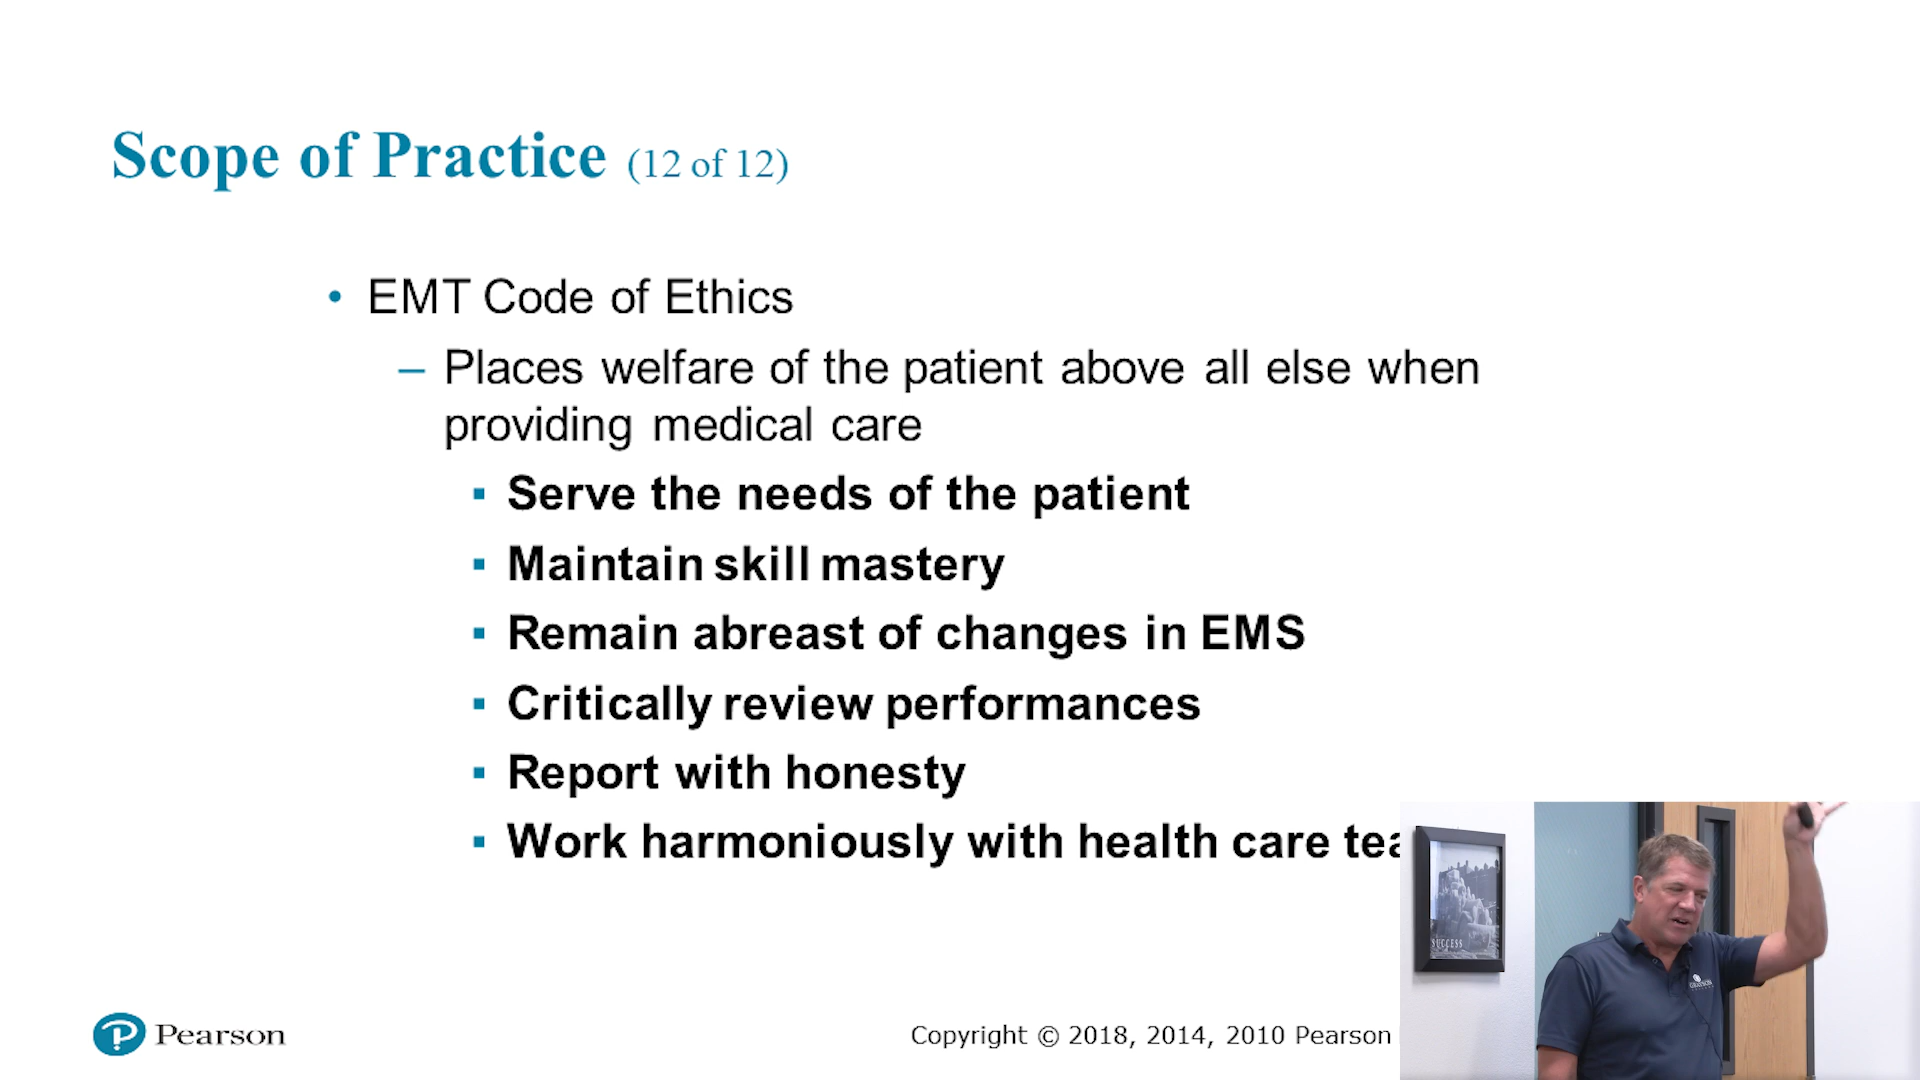 Scope of Practice (12 of 12)
• EMT Code of Ethics
– Places welfare of the patient above all else when
providing medical care
▪ Serve the needs of the patient
▪ Maintain skill mastery
▪ Remain abreast of changes in EMS
▪ Critically review performances
▪ Report with honesty
▪ Work harmoniously with health care
SUCCESS
Pearson
Copyright © 2018, 2014, 2010 Pearson